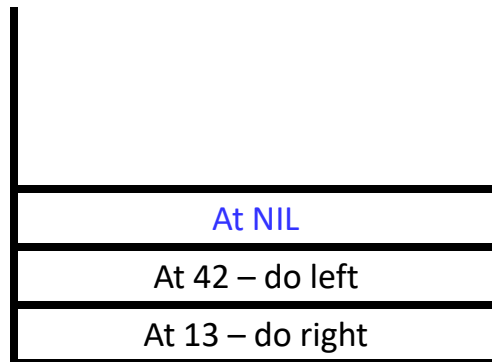 At NIL
At 42 – do left
At 13 – do right